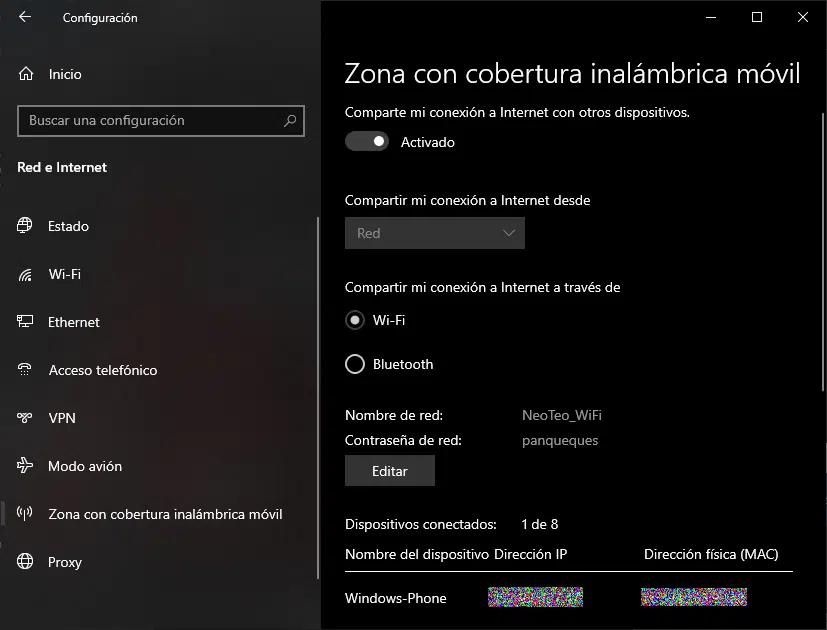 Configuración
Inicio
Buscar una configuración
Red e Internet
Estado
Wi-Fi
Ethernet
Acceso telefónico
VPN
Modo avión
Zona con cobertura inalámbrica móvil
Proxy
Zona con cobertura inalámbrica móvil
Comparte mi conexión a Internet con otros dispositivos.
Activado
Compartir mi conexión a Internet desde
Red
Compartir mi conexión a Internet a través de
Wi-Fi
Bluetooth
Nombre de red: NeoTeo_WiFi
Contraseña de red: panqueques
Editar
Dispositivos conectados: 1 de 8
Nombre del dispositivo Dirección IP Dirección física (MAC)
Windows-Phone